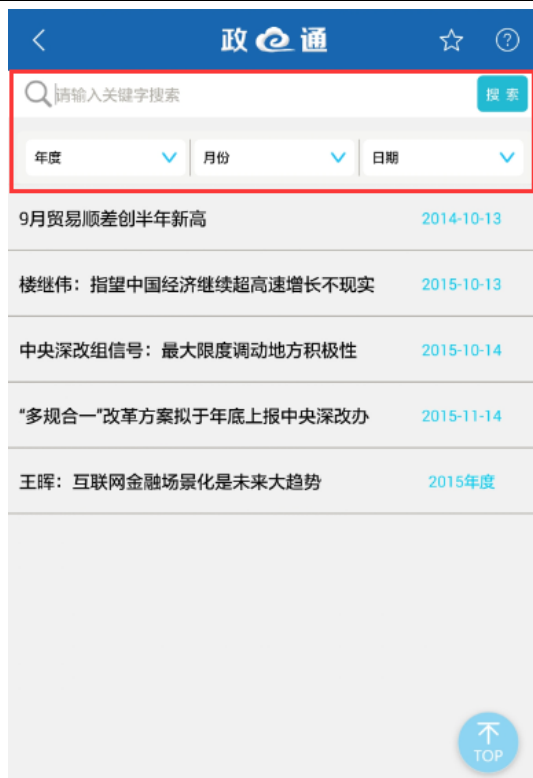 政e通
请输入关键字搜索
搜 索
年度 月份 日期
9月贸易顺差创半年新高 2014-10-13
楼继伟：指望中国经济继续超高速增长不现实 2015-10-13
中央深改组信号：最大限度调动地方积极性 2015-10-14
“多规合一”改革方案拟于年底上报中央深改办 2015-11-14
王晖：互联网金融场景化是未来大趋势 2015年度
TOP